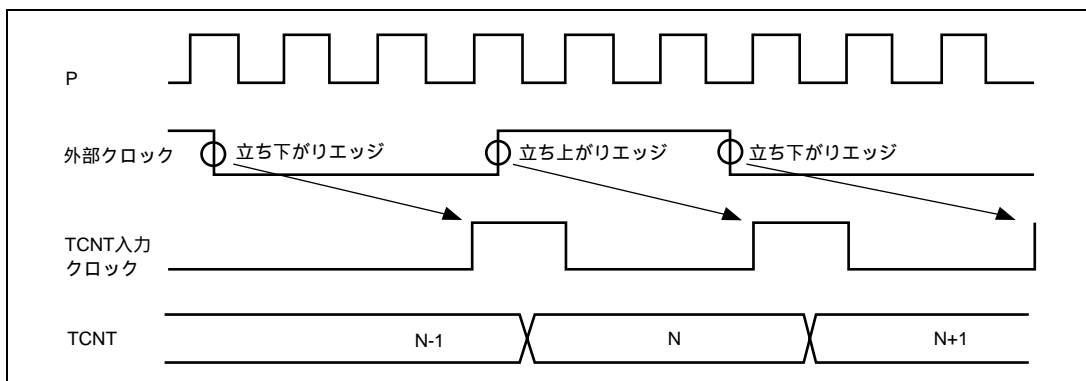 P
外部クロック
立ち下がりエッジ
立ち上がりエッジ
立ち下がりエッジ
TCNT入力
クロック
TCNT
N-1
N
N+1